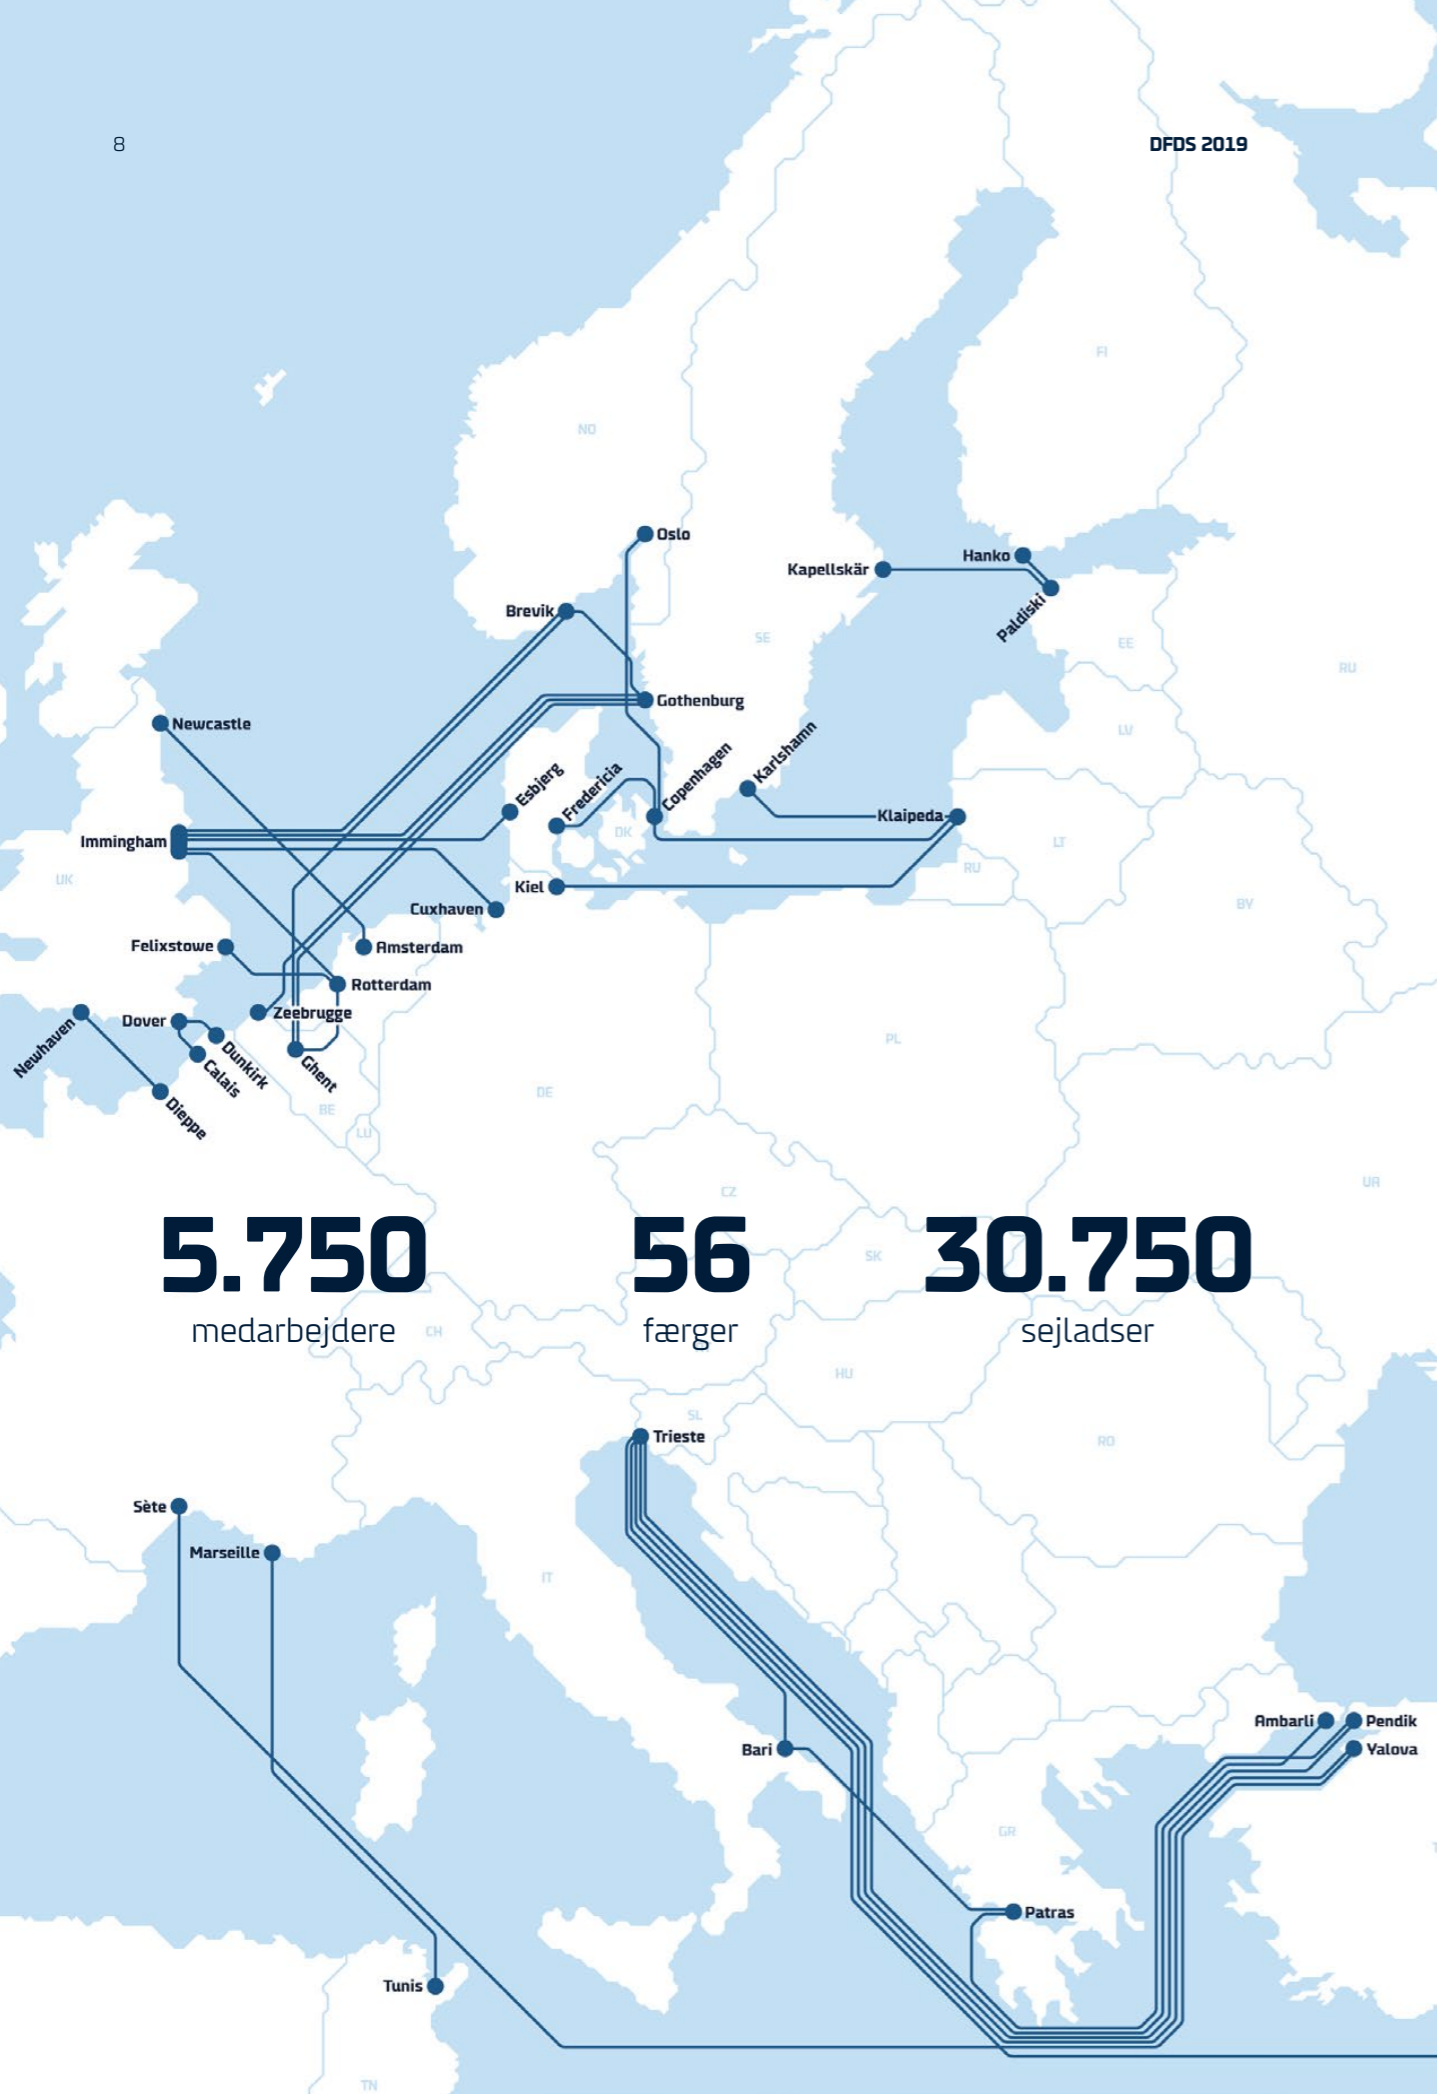 8
DFDS 2019
FI
NO
Oslo
Hanko
Kapellskär
Paldiski
Brevik
SE
EE
RU
Gothenburg
Newcastle
LV
Karlshamn
Copenhagen
Esbjerg
Fredericia
Klaipeda
DK
Immingham
LT
RU
UK
Kiel
BY
Cuxhaven
Felixstowe
Amsterdam
Rotterdam
Zeebrugge
Dover
Newhaven
Dunkirk
Calais
Ghent
Dieppe
PL
DE
BE
LU
CZ
UA
5.750
56
30.750
SK
medarbejdere
færger
sejladser
CH
HU
SL
Trieste
RO
Sète
Marseille
IT
Ambarli
Pendik
Bari
Yalova
GR
Patras
Tunis
TN